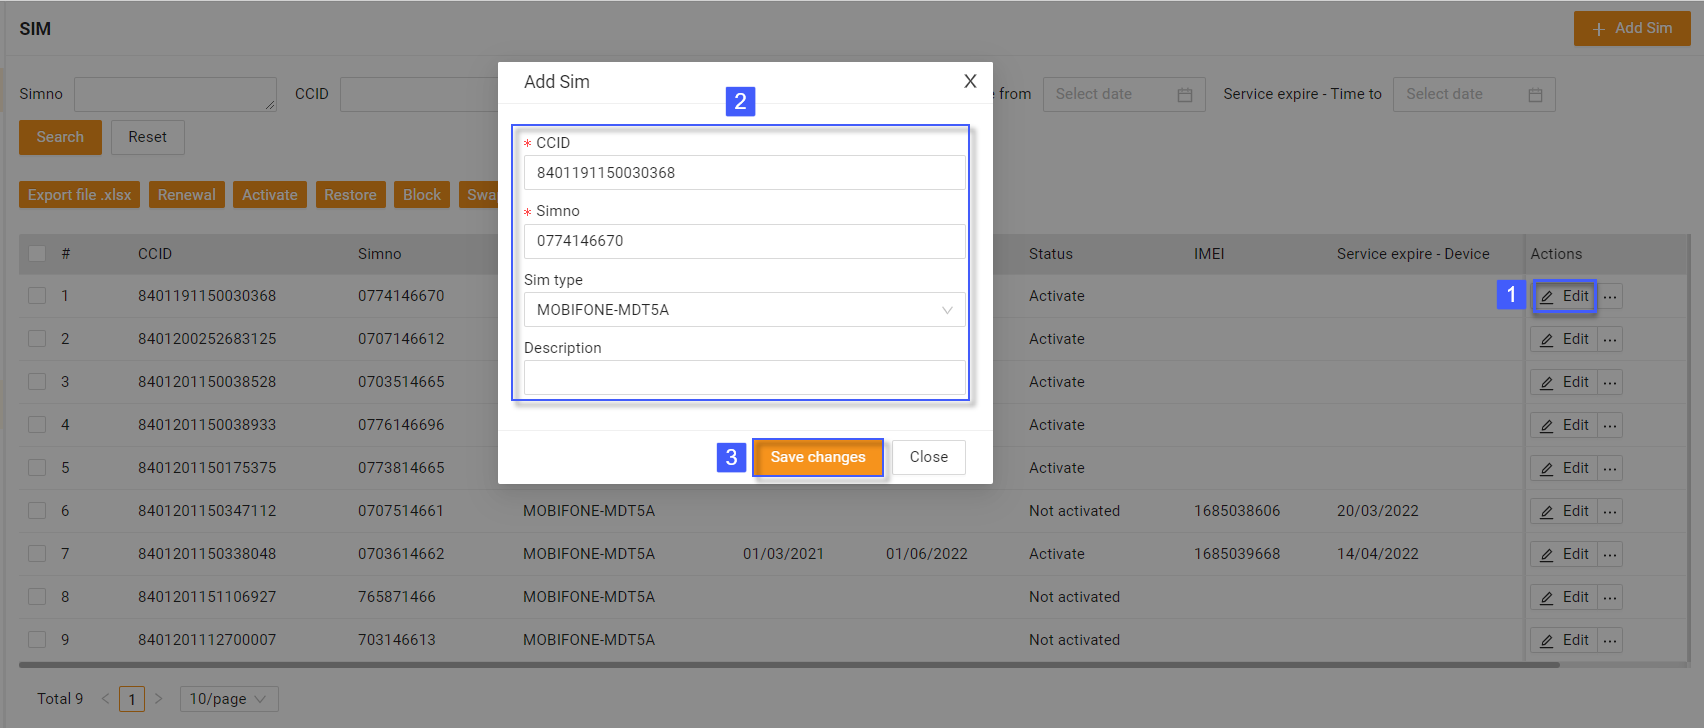 SIM
Add Sim
Simno
CCID
from
Select date
Service expire - Time to
Select date
Search
Reset
Export file .xlsx
Renewal
Activate
Restore
Block
Swa
# CCID Simno Status IMEI Service expire - Device Actions
1 8401191150030368 0774146670 Activate Edit ...
2 8401200252683125 0707146612 Activate Edit ...
3 8401201150038528 0703514665 Activate Edit ...
4 8401201150038933 0776146696 Activate Edit ...
5 8401201150175375 0773814665 Activate Edit ...
6 8401201150347112 0707514661 MOBIFONE-MDT5A Not activated 1685038606 20/03/2022 Edit ...
7 8401201150338048 0703614662 MOBIFONE-MDT5A 01/03/2021 01/06/2022 Activate 1685039668 14/04/2022 Edit ...
8 8401201151106927 765871466 MOBIFONE-MDT5A Not activated Edit ...
9 8401201112700007 703146613 MOBIFONE-MDT5A Not activated Edit ...
Total 9 < 1 > 10/page
1
Add Sim X
2
* CCID
8401191150030368
* Simno
0774146670
Sim type
MOBIFONE-MDT5A
Description
3
Save changes
Close